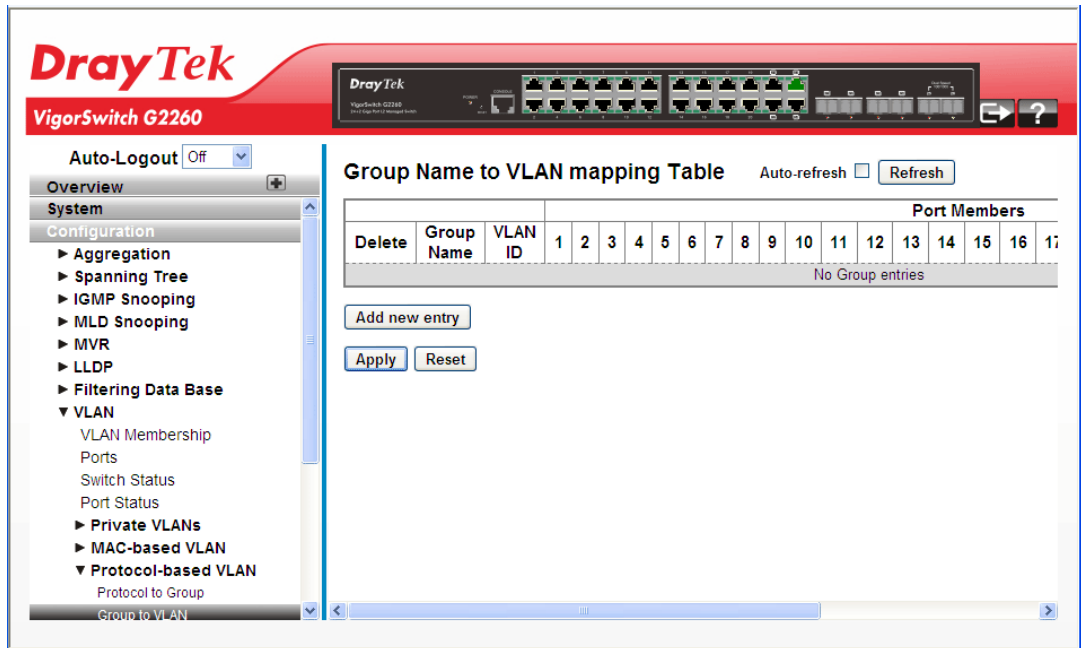 DrayTek
VigorSwitch G2260
DrayTek
VigorSwitch G2260
CONSOLE
POWER
Auto-Logout Off
Overview
System
Configuration
Aggregation
Spanning Tree
IGMP Snooping
MLD Snooping
MVR
LLDP
Filtering Data Base
VLAN
VLAN Membership
Ports
Switch Status
Port Status
Private VLANs
MAC-based VLAN
Protocol-based VLAN
Protocol to Group
Group to VLAN
Group Name to VLAN mapping Table Auto-refresh Refresh
Port Members
Delete Group Name VLAN ID 1 2 3 4 5 6 7 8 9 10 11 12 13 14 15 16 17
No Group entries
Add new entry
Apply Reset